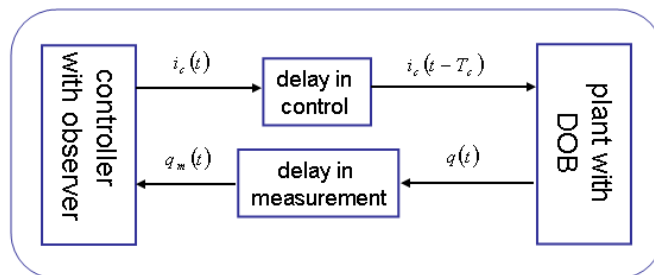 controller
with observer
i_c(t)
delay in
control
i_c(t − T_c)
q_m(t)
delay in
measurement
q(t)
plant with
DOB